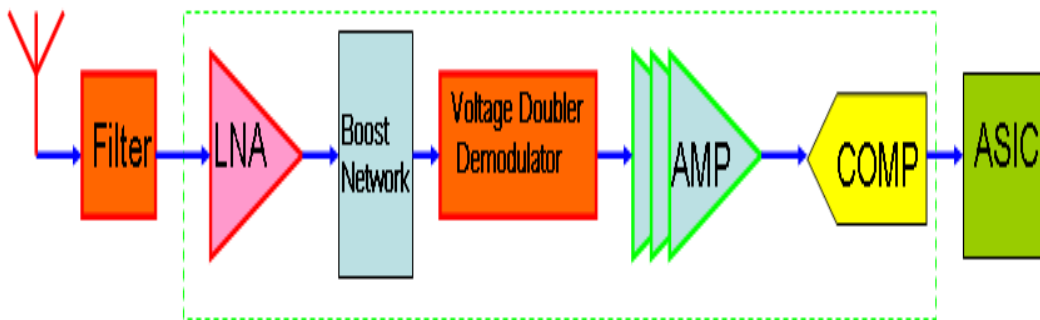 Filter
LNA
Boost
Network
Voltage Doubler
Demodulator
AMP
COMP
ASIC